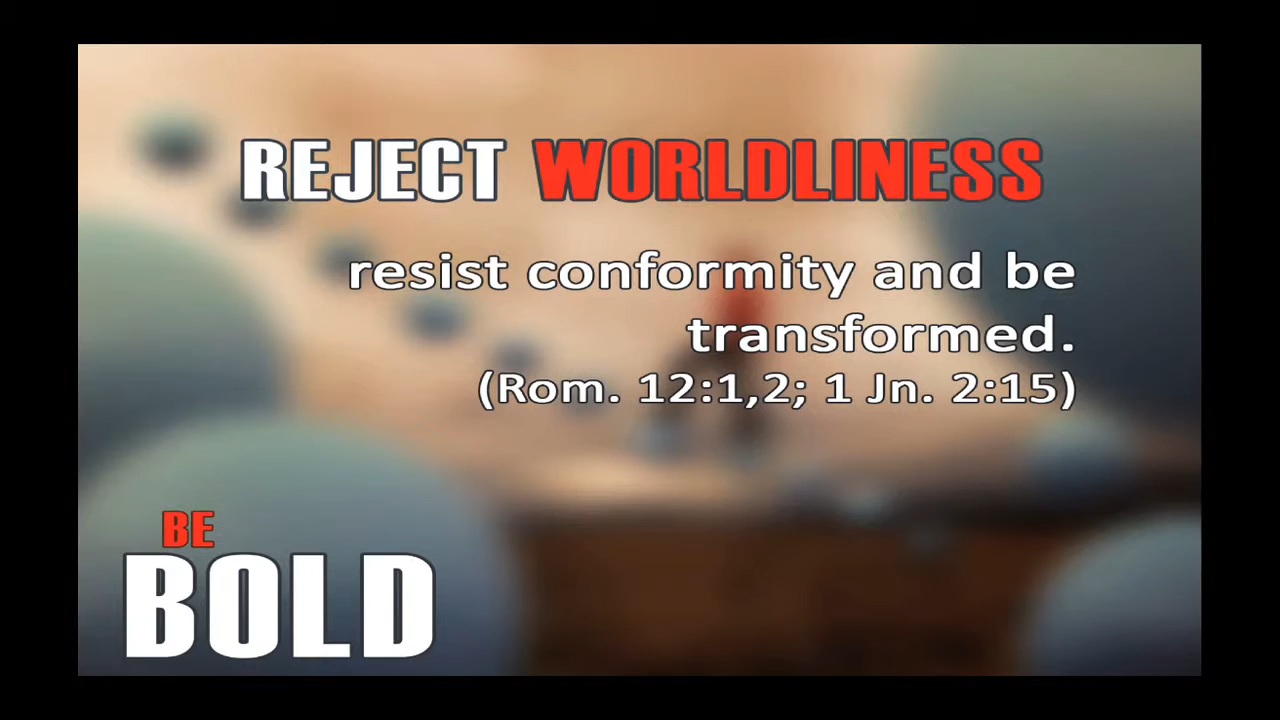 REJECT WORLDLINESS
resist conformity and be
transformed.
(Rom. 12:1,2; 1 Jn. 2:15)
BE
BOLD